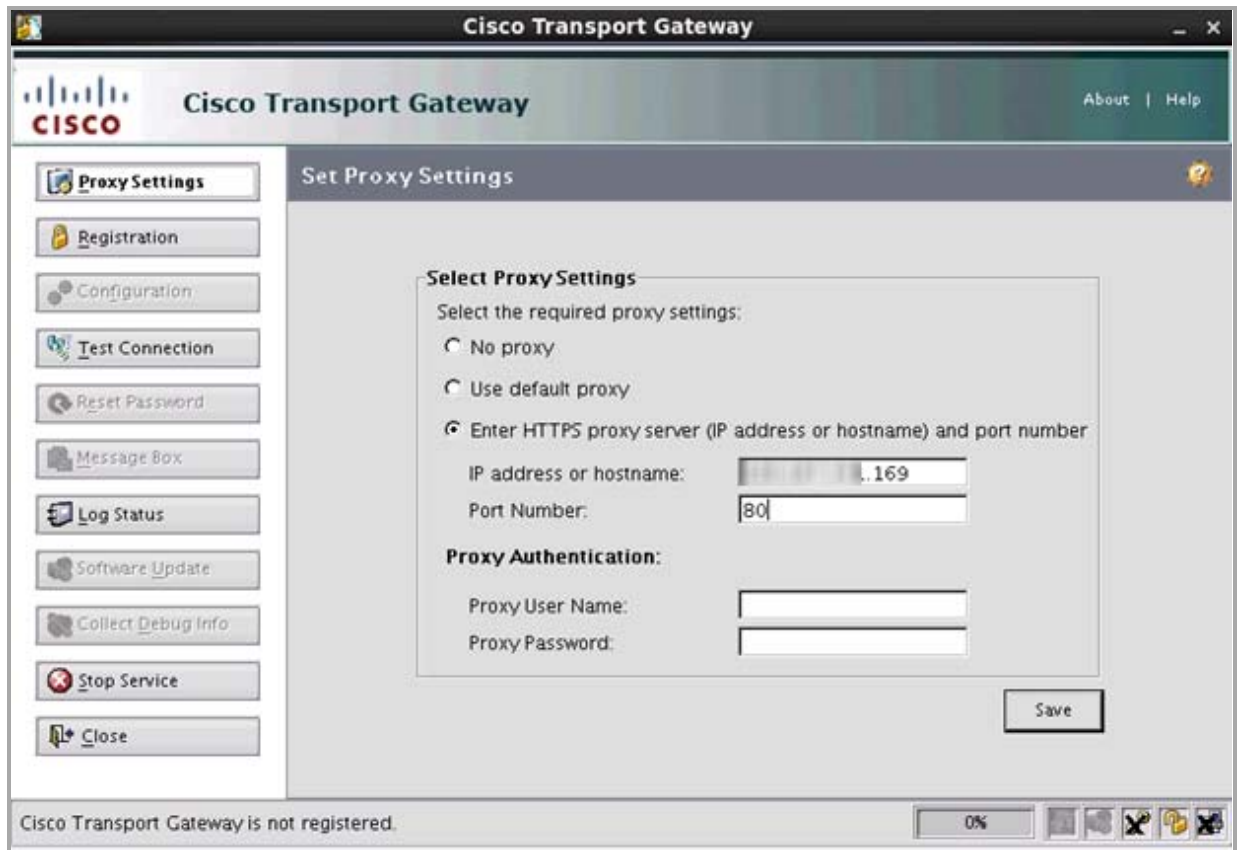 Cisco Transport Gateway
CISCO
Cisco Transport Gateway
About | Help
Proxy Settings
Registration
Configuration
Test Connection
Reset Password
Message Box
Log Status
Software Update
Collect Debug Info
Stop Service
Close
Set Proxy Settings
Select Proxy Settings
Select the required proxy settings:
No proxy
Use default proxy
Enter HTTPS proxy server (IP address or hostname) and port number
IP address or hostname: .169
Port Number: 80
Proxy Authentication:
Proxy User Name:
Proxy Password:
Save
Cisco Transport Gateway is not registered.
0%